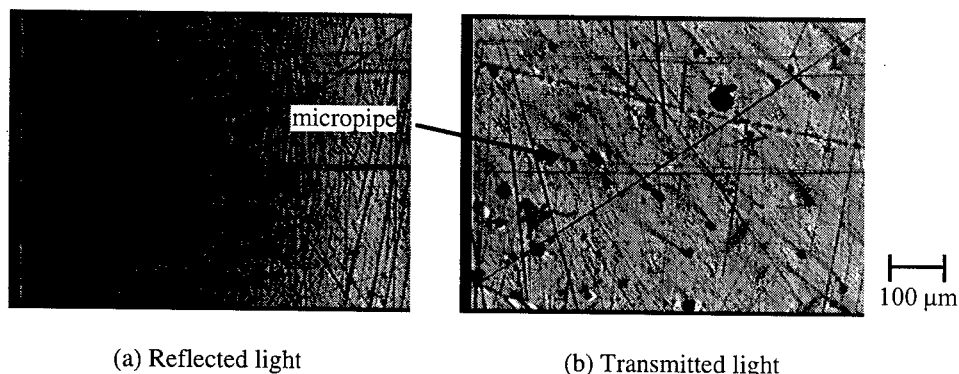 micropipe
100 μm
(a) Reflected light
(b) Transmitted light